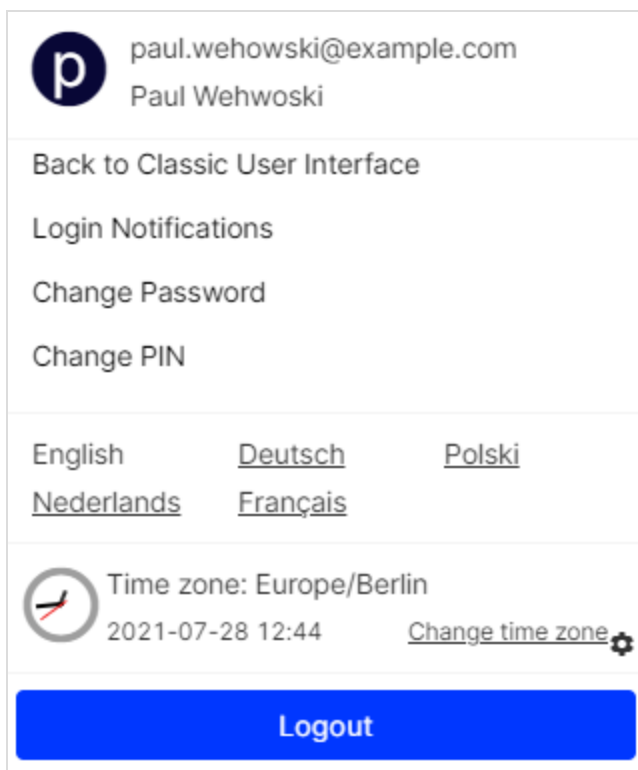 p
paul.wehowski@example.com
Paul Wehwoski
Back to Classic User Interface
Login Notifications
Change Password
Change PIN
English Deutsch Polski
Nederlands Français
Time zone: Europe/Berlin
2021-07-28 12:44 Change time zone
Logout